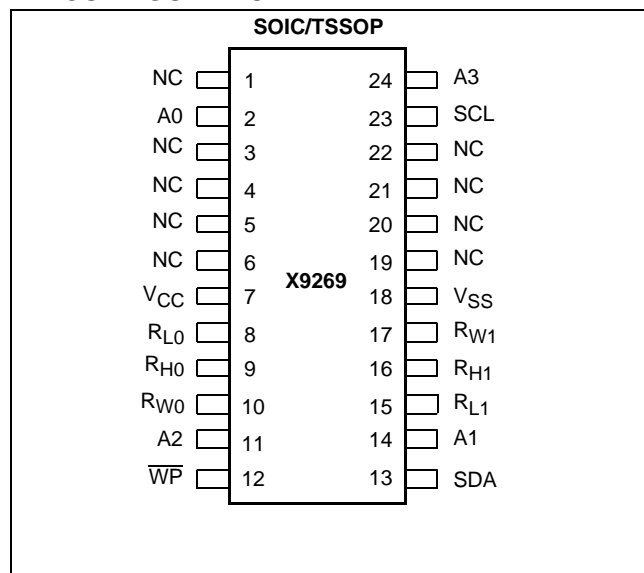 SOIC/TSSOP
NC 1 24 A3
A0 2 23 SCL
NC 3 22 NC
NC 4 21 NC
NC 5 20 NC
NC 6 19 NC
X9269
VCC 7 18 VSS
RL0 8 17 RW1
RH0 9 16 RH1
RW0 10 15 RL1
A2 11 14 A1
W̅P̅ 12 13 SDA